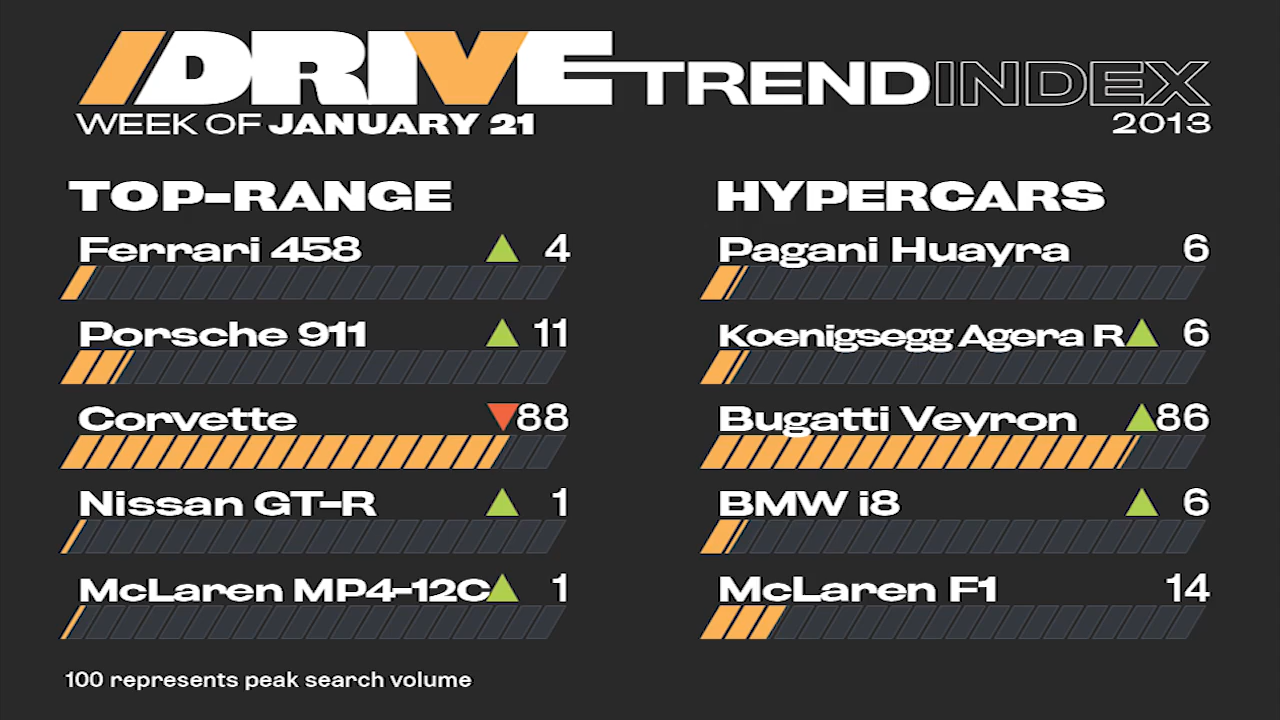 /DRIVE TRENDINDEX
WEEK OF JANUARY 21
2013
TOP-RANGE
Ferrari 458 4
Porsche 911 11
Corvette 88
Nissan GT-R 1
McLaren MP4-12C 1
HYPERCARS
Pagani Huayra 6
Koenigsegg Agera R 6
Bugatti Veyron 86
BMW i8 6
McLaren F1 14
100 represents peak search volume